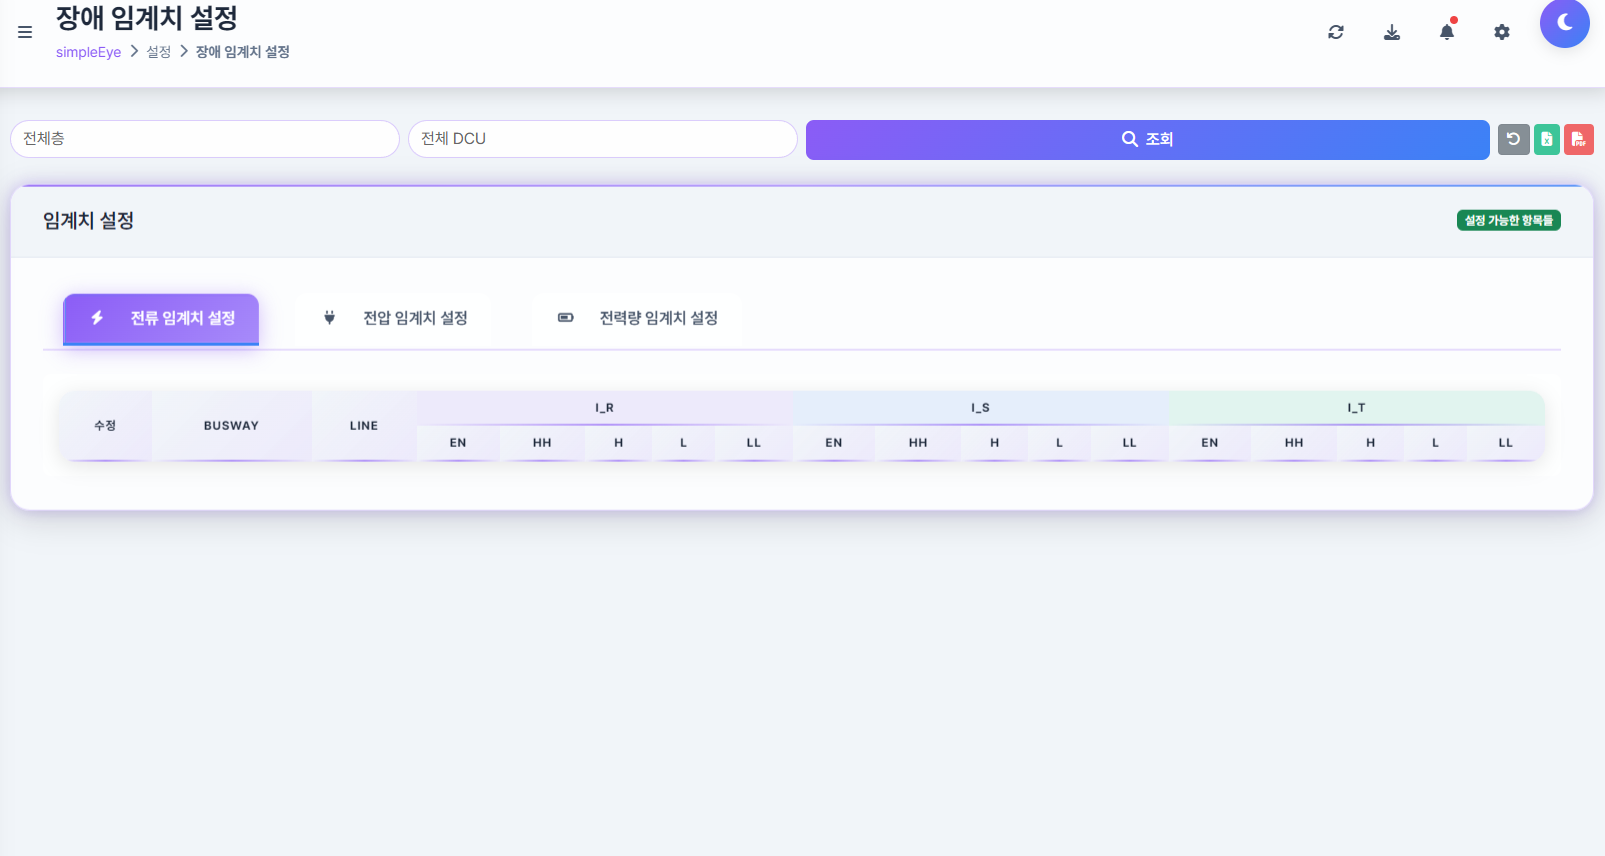 장애 임계치 설정
simpleEye > 설정 > 장애 임계치 설정
전체층
전체 DCU
조회
임계치 설정
설정 가능한 항목들
전류 임계치 설정
전압 임계치 설정
전력량 임계치 설정
수정 BUSWAY LINE I_R I_S I_T
EN HH H L LL EN HH H L LL EN HH H L LL